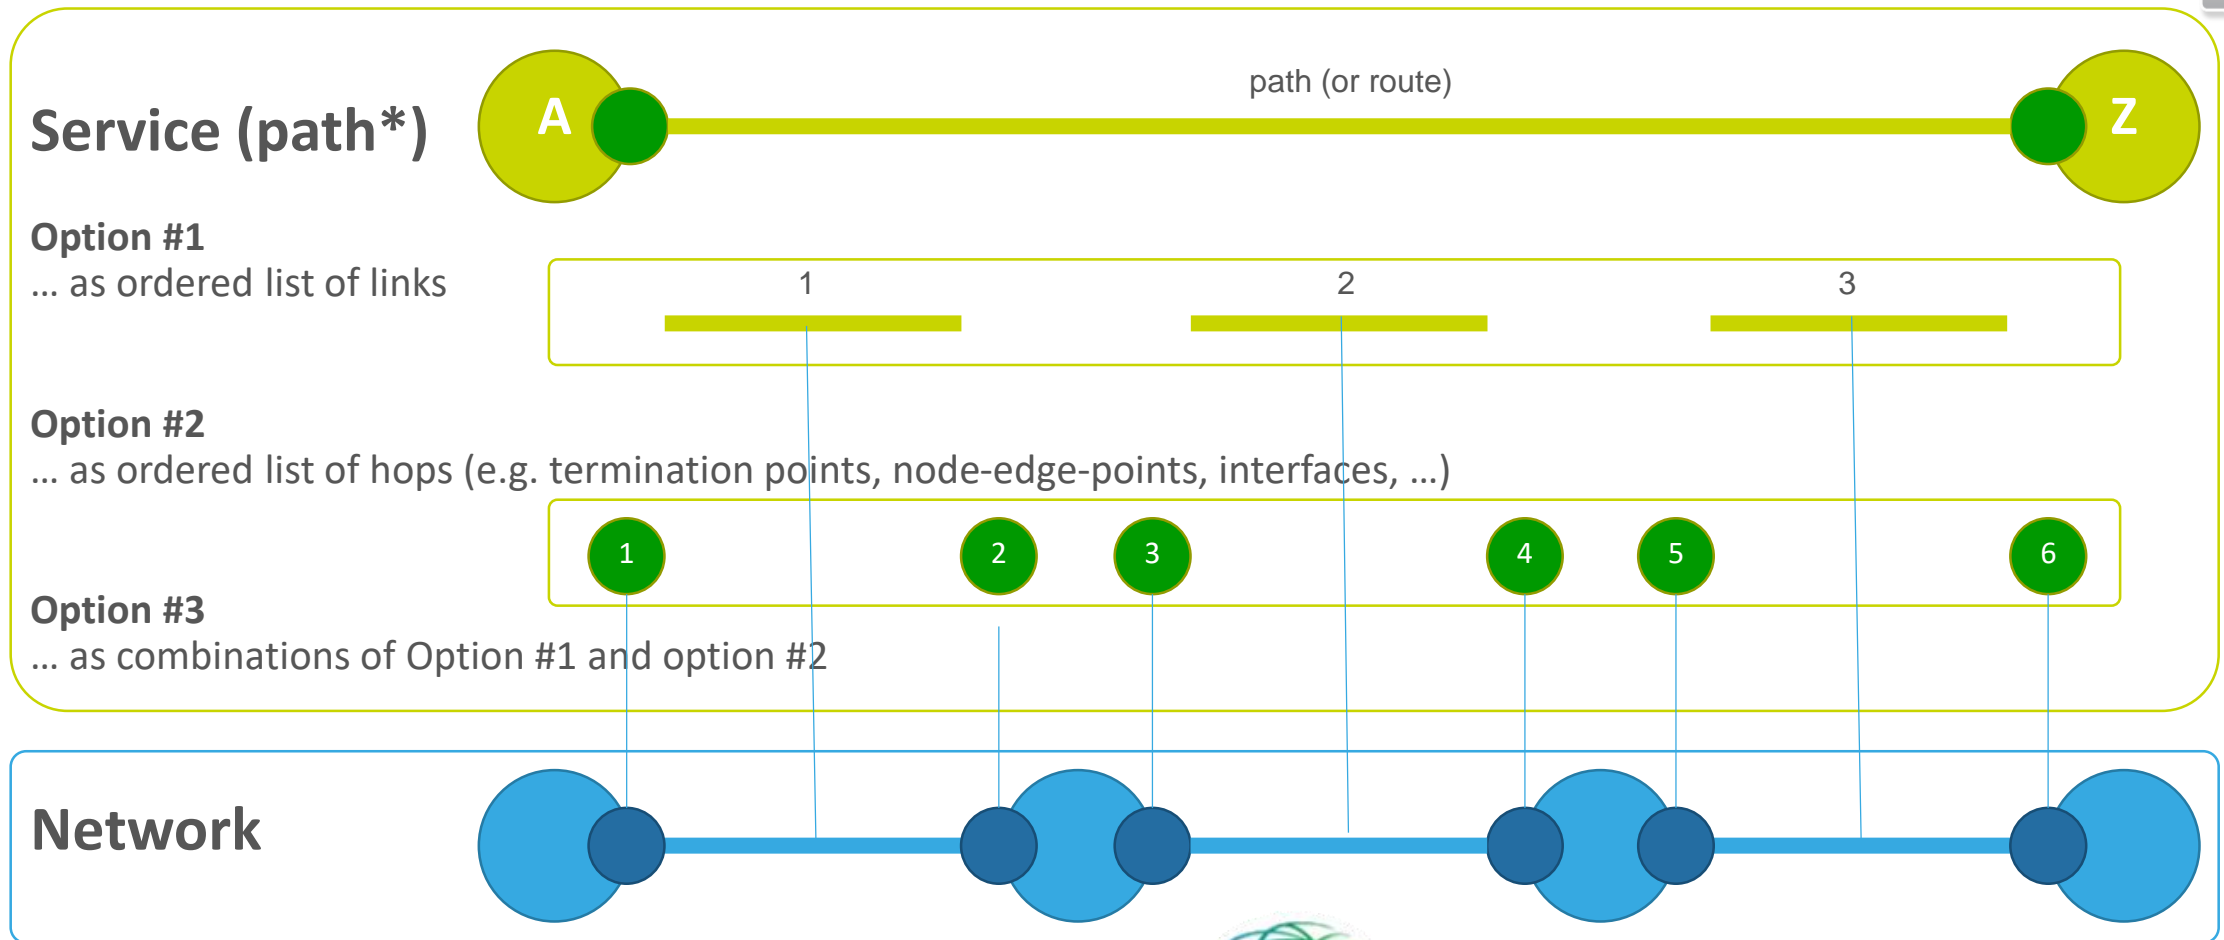 path (or route)
A
Z
Service (path*)
Option #1
... as ordered list of links
1
2
3
Option #2
... as ordered list of hops (e.g. termination points, node-edge-points, interfaces, ...)
1
2
3
4
5
6
Option #3
... as combinations of Option #1 and option #2
Network